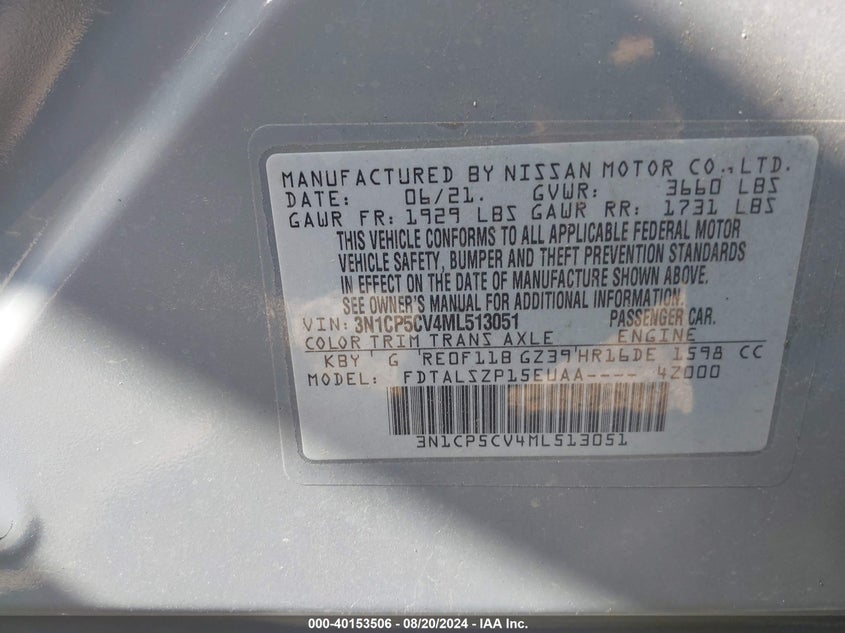 MANUFACTURED BY NISSAN MOTOR CO.,LTD.
DATE: 06/21. GVWR: 3660 LBS
GAWR FR: 1929 LBS GAWR RR: 1731 LBS
THIS VEHICLE CONFORMS TO ALL APPLICABLE FEDERAL MOTOR
VEHICLE SAFETY, BUMPER AND THEFT PREVENTION STANDARDS
IN EFFECT ON THE DATE OF MANUFACTURE SHOWN ABOVE.
SEE OWNER'S MANUAL FOR ADDITIONAL INFORMATION.
VIN: 3N1CP5CV4ML513051 PASSENGER CAR.
COLOR TRIM TRANS AXLE ENGINE
KBY G RE0F11B GZ39 HR16DE 1598 CC
MODEL: FDTALSZP15EUAA---- 4Z000
3N1CP5CV4ML513051
000-40153506 - 08/20/2024 - IAA Inc.